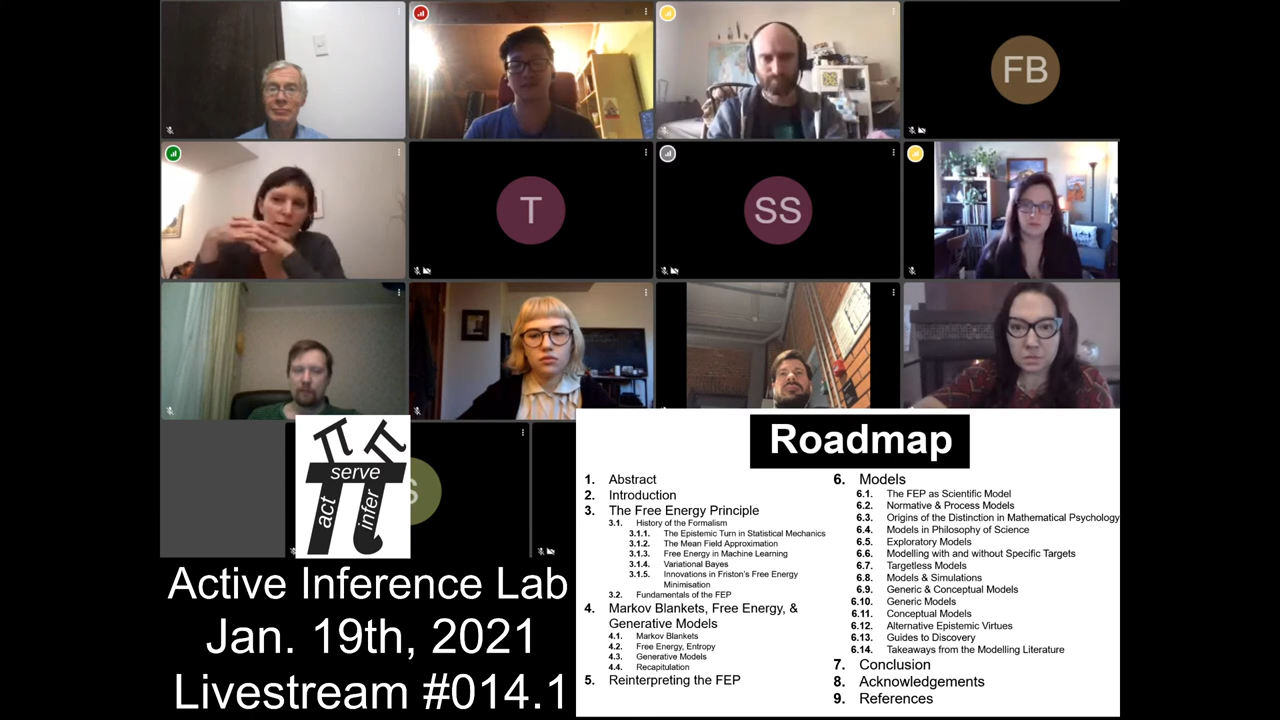 FB
T
SS
S
serve
act
infer
Active Inference Lab
Jan. 19th, 2021
Livestream #014.1
Roadmap
1. Abstract
2. Introduction
3. The Free Energy Principle
3.1. History of the Formalism
3.1.1. The Epistemic Turn in Statistical Mechanics
3.1.2. The Mean Field Approximation
3.1.3. Free Energy in Machine Learning
3.1.4. Variational Bayes
3.1.5. Innovations in Friston's Free Energy
Minimisation
3.2. Fundamentals of the FEP
4. Markov Blankets, Free Energy, &
Generative Models
4.1. Markov Blankets
4.2. Free Energy, Entropy
4.3. Generative Models
4.4. Recapitulation
5. Reinterpreting the FEP
6. Models
6.1. The FEP as Scientific Model
6.2. Normative & Process Models
6.3. Origins of the Distinction in Mathematical Psychology
6.4. Models in Philosophy of Science
6.5. Exploratory Models
6.6. Modelling with and without Specific Targets
6.7. Targetless Models
6.8. Models & Simulations
6.9. Generic & Conceptual Models
6.10. Generic Models
6.11. Conceptual Models
6.12. Alternative Epistemic Virtues
6.13. Guides to Discovery
6.14. Takeaways from the Modelling Literature
7. Conclusion
8. Acknowledgements
9. References